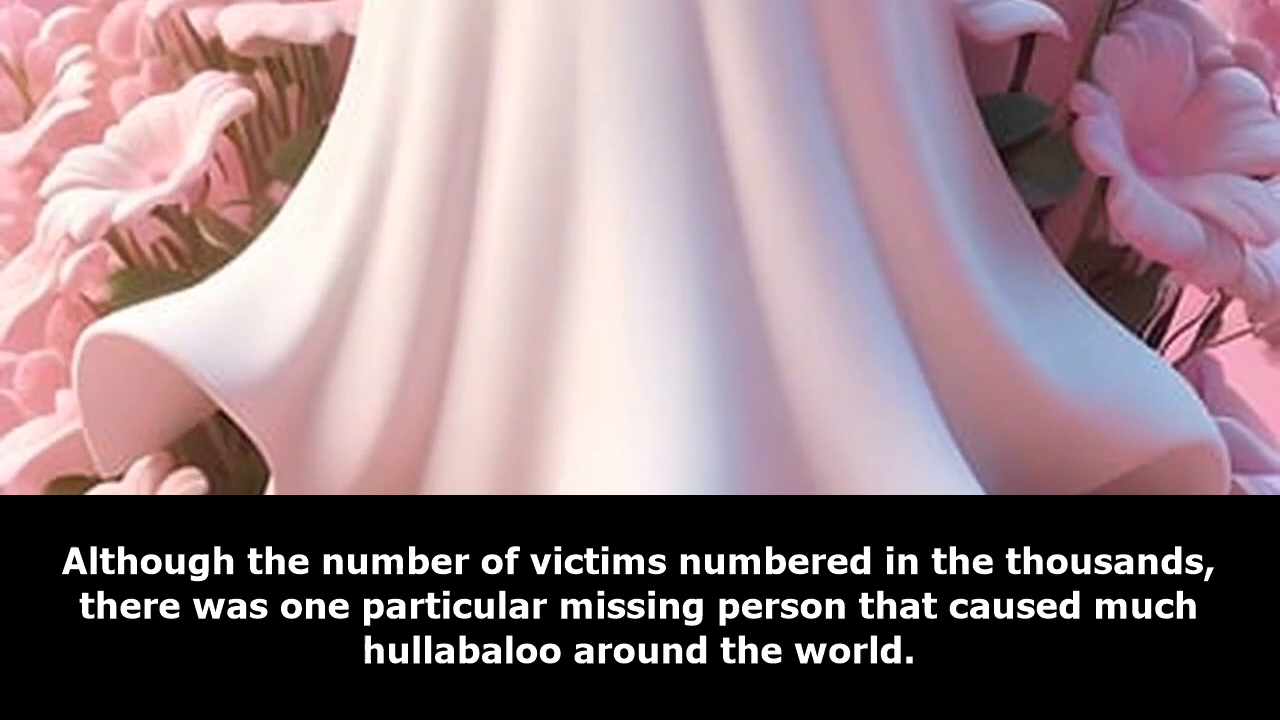 Although the number of victims numbered in the thousands,
there was one particular missing person that caused much
hullabaloo around the world.